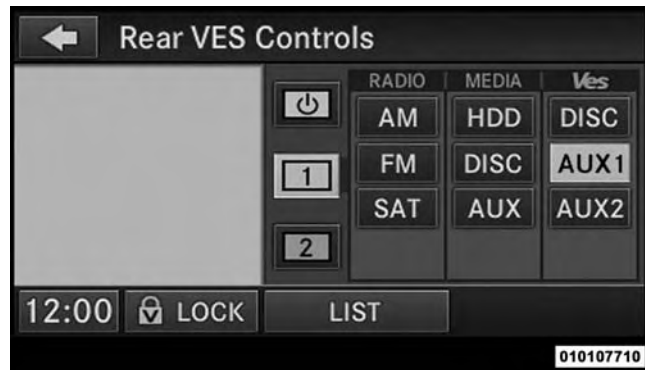 Rear VES Controls
RADIO MEDIA Ves
AM HDD DISC
1 FM DISC AUX1
SAT AUX AUX2
2
12:00 LOCK LIST
010107710